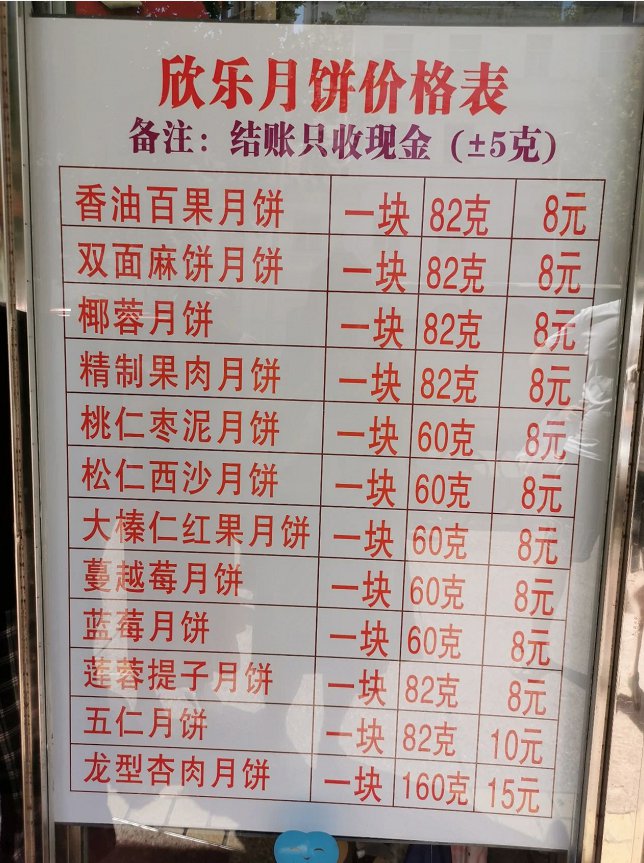 欣乐月饼价格表
备注：结账只收现金（±5克）
香油百果月饼 一块 82克 8元
双面麻饼月饼 一块 82克 8元
椰蓉月饼 一块 82克 8元
精制果肉月饼 一块 82克 8元
桃仁枣泥月饼 一块 60克 8元
松仁西沙月饼 一块 60克 8元
大榛仁红果月饼 一块 60克 8元
蔓越莓月饼 一块 60克 8元
蓝莓月饼 一块 60克 8元
莲蓉提子月饼 一块 82克 8元
五仁月饼 一块 82克 10元
龙型杏肉月饼 一块 160克 15元